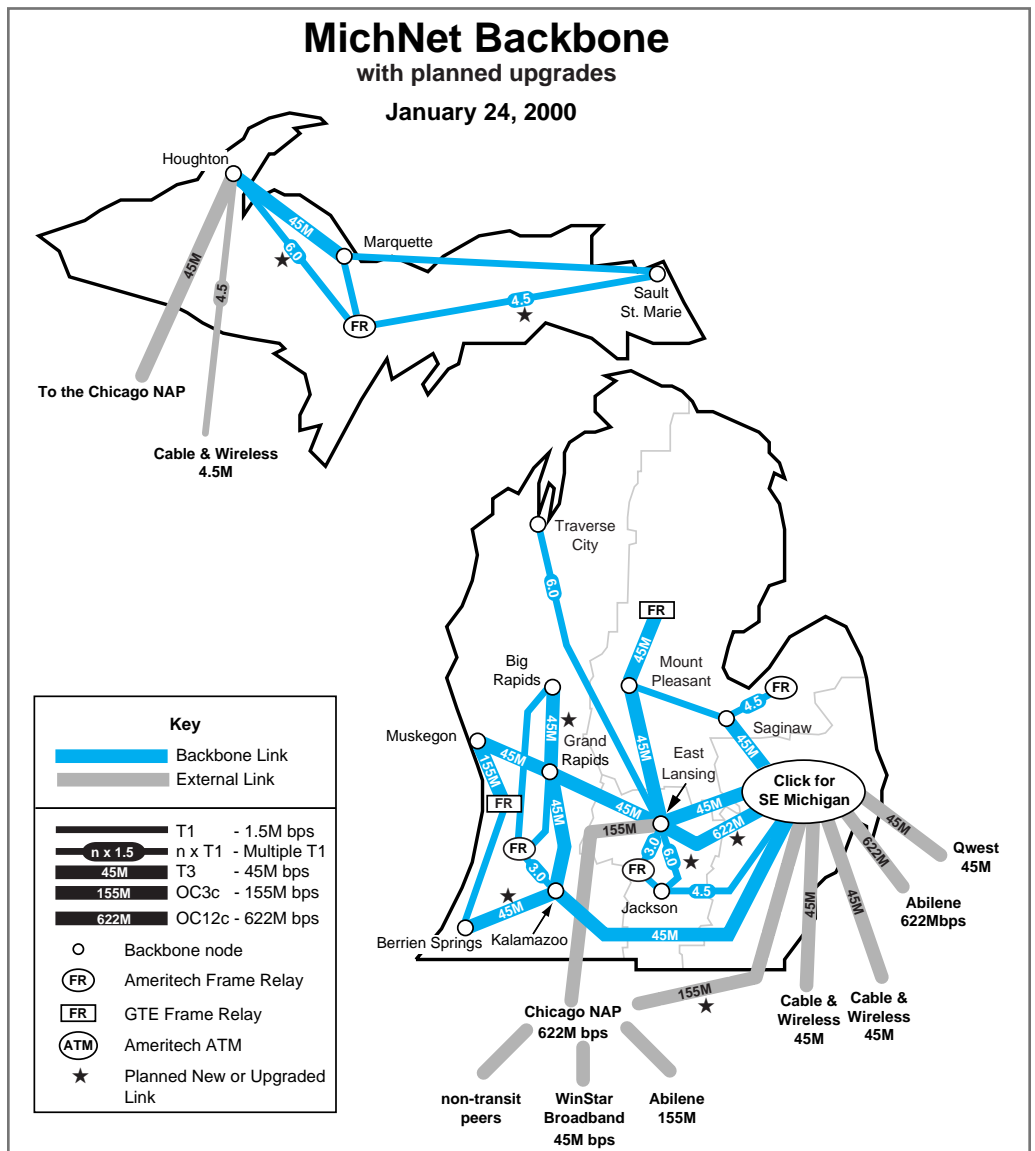 MichNet Backbone
with planned upgrades
January 24, 2000
Houghton
45M
6.0
Marquette
45M
4.5
4.5
Sault
St. Marie
FR
To the Chicago NAP
Cable & Wireless
4.5M
Traverse
City
6.0
FR
45M
Big
Rapids
Mount
Pleasant
FR
4.5
Saginaw
45M
45M
Grand
Rapids
45M
Muskegon
45M
155M
East
Lansing
Click for
SE Michigan
45M
45M
FR
45M
155M
622M
45M
Qwest
45M
622M
Abilene
622Mbps
FR
3.0
3.0
6.0
FR
Jackson
4.5
45M
45M
45M
Berrien Springs
Kalamazoo
45M
155M
Chicago NAP
622M bps
Cable &
Wireless
45M
Cable &
Wireless
45M
non-transit
peers
WinStar
Broadband
45M bps
Abilene
155M
Key
Backbone Link
External Link
T1 - 1.5M bps
n x 1.5 n x T1 - Multiple T1
45M T3 - 45M bps
155M OC3c - 155M bps
622M OC12c - 622M bps
Backbone node
FR Ameritech Frame Relay
FR GTE Frame Relay
ATM Ameritech ATM
Planned New or Upgraded
Link